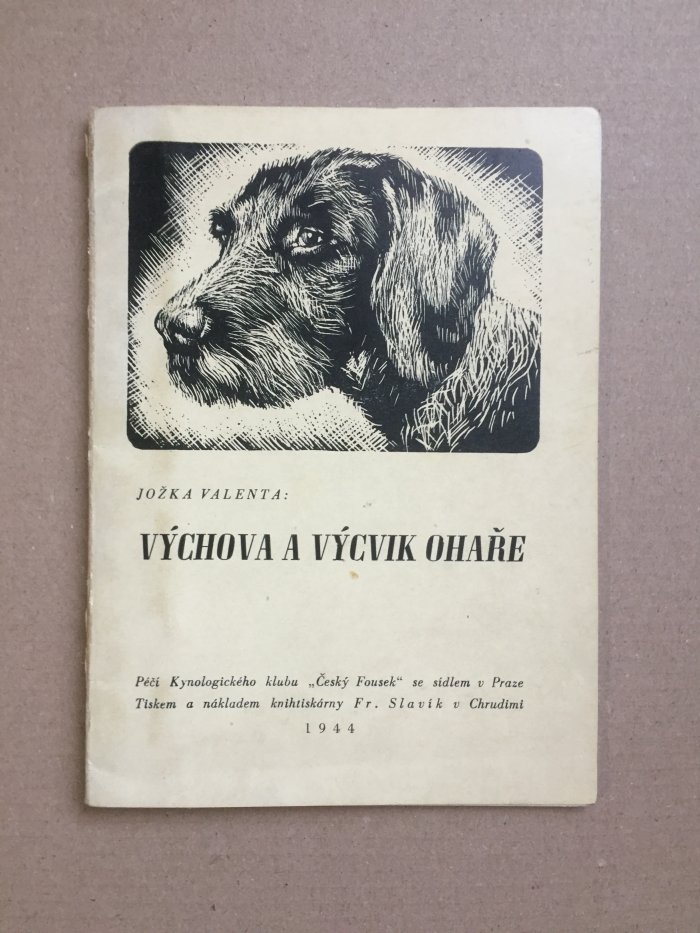 JOŽKA VALENTA:
VÝCHOVA A VÝCVIK OHAŘE
Péčí Kynologického klubu „Český Fousek“ se sídlem v Praze
Tiskem a nákladem knihtiskárny Fr. Slavík v Chrudimi
1944